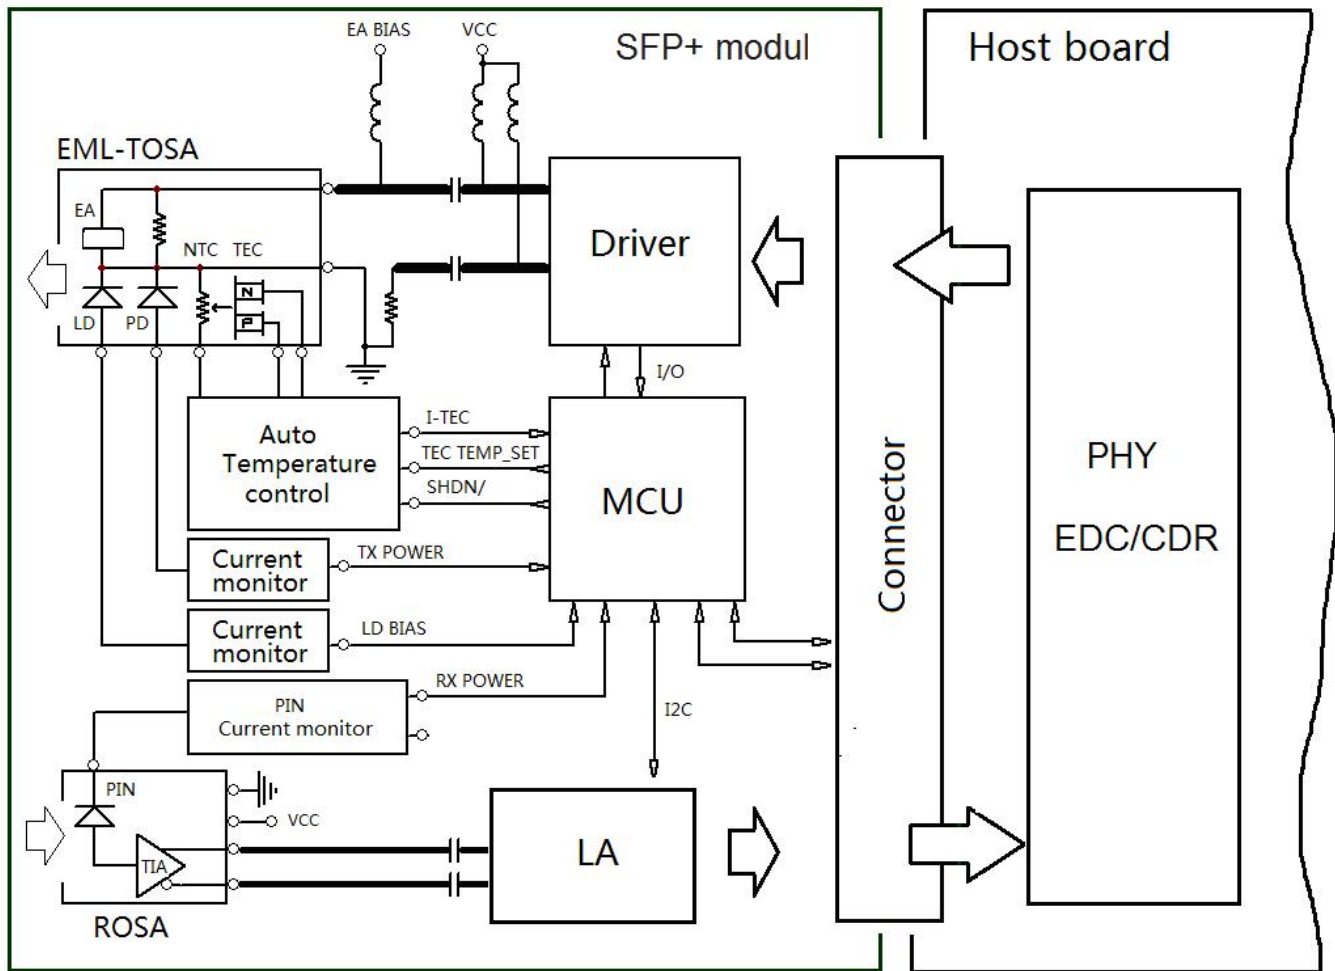 EA BIAS
VCC
SFP+ modul
Host board
EML-TOSA
EA
NTC TEC
N
P
LD
PD
Driver
I/O
Auto
Temperature
control
I-TEC
TEC TEMP_SET
SHDN/
MCU
Connector
PHY
EDC/CDR
Current
monitor
TX POWER
Current
monitor
LD BIAS
PIN
Current monitor
RX POWER
I2C
PIN
VCC
TIA
LA
ROSA